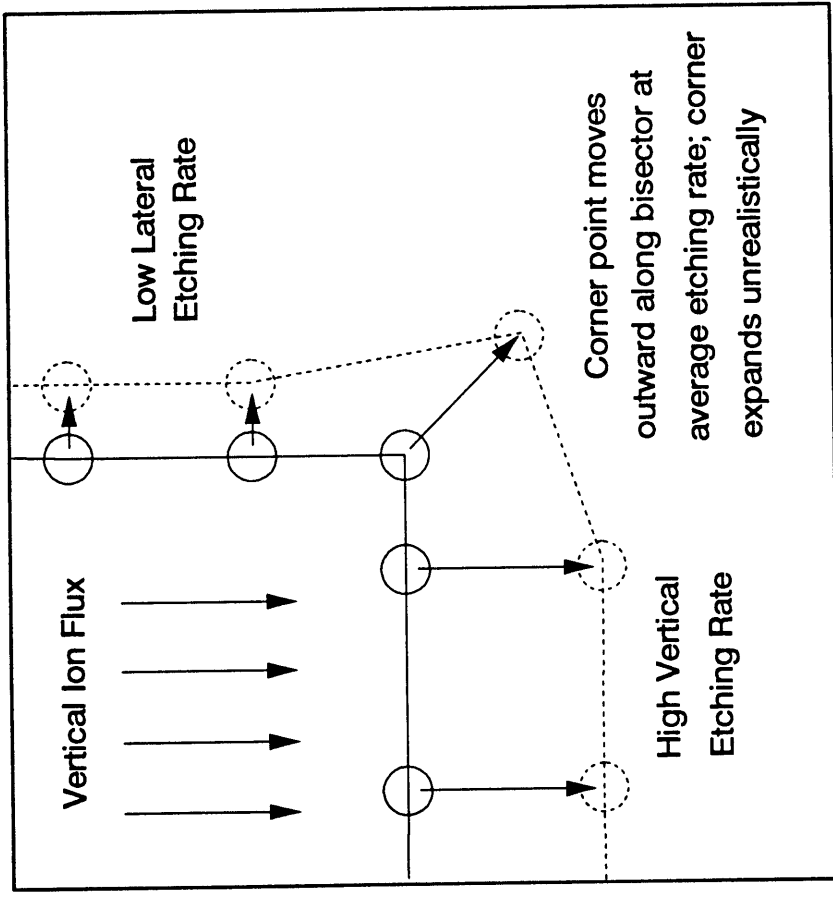 Vertical Ion Flux
Low Lateral
Etching Rate
High Vertical
Etching Rate
Corner point moves
outward along bisector at
average etching rate; corner
expands unrealistically